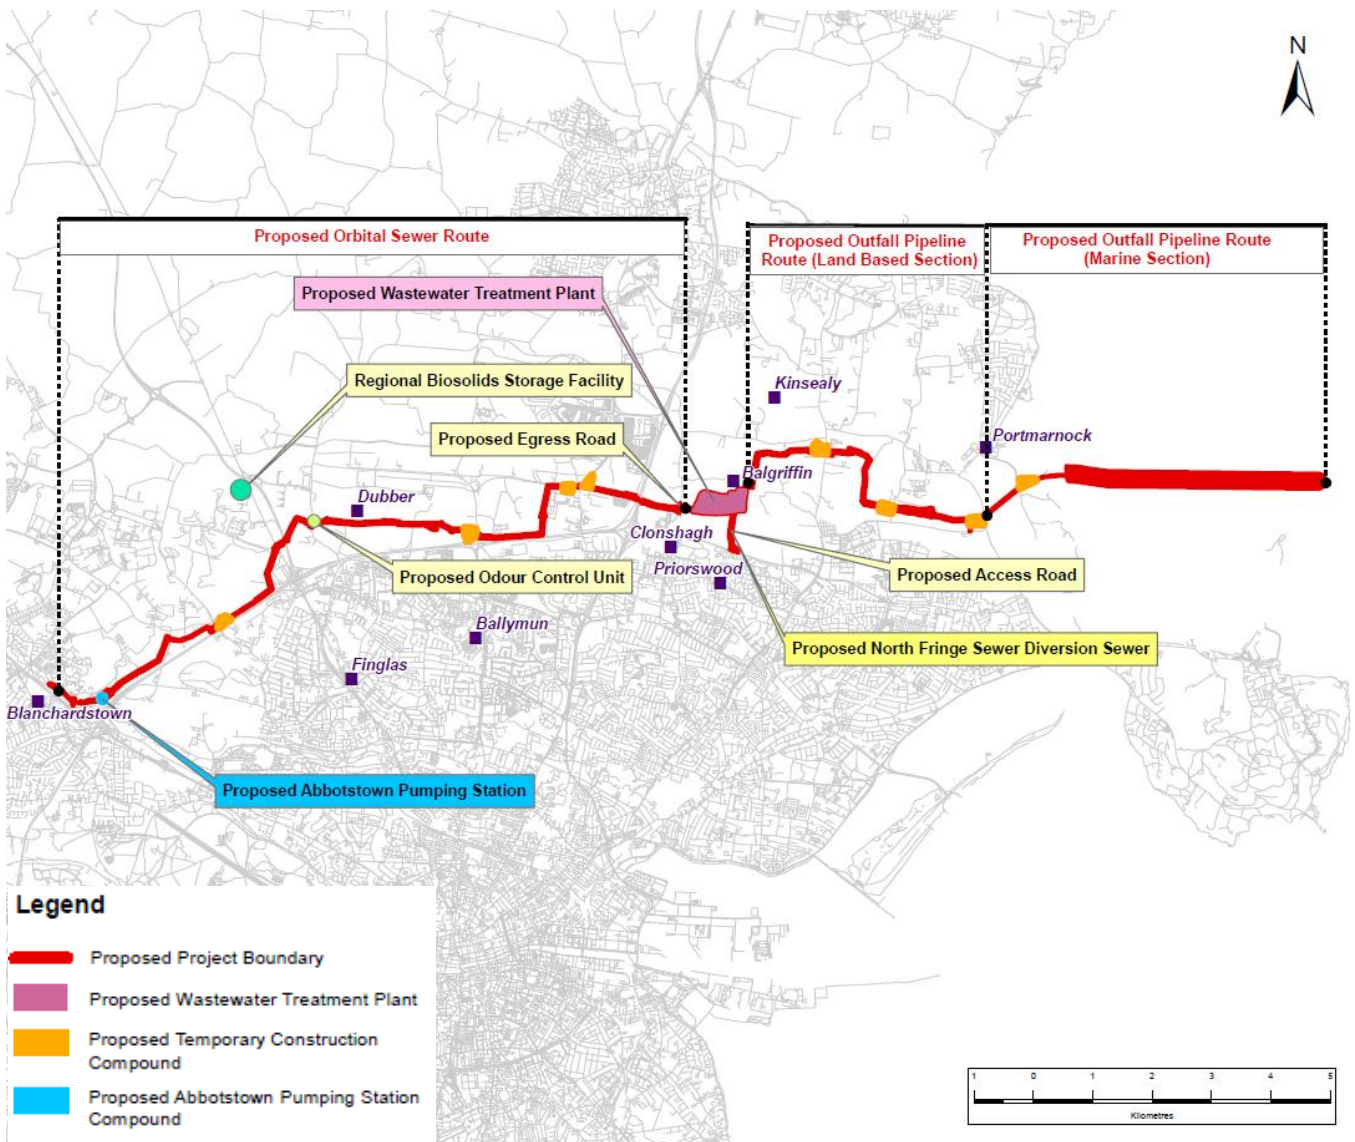 N
Proposed Orbital Sewer Route
Proposed Outfall Pipeline
Route (Land Based Section)
Proposed Outfall Pipeline Route
(Marine Section)
Proposed Wastewater Treatment Plant
Regional Biosolids Storage Facility
Kinsealy
Proposed Egress Road
Portmarnock
Balgriffin
Dubber
Clonshagh
Priorswood
Proposed Odour Control Unit
Proposed Access Road
Ballymun
Proposed North Fringe Sewer Diversion Sewer
Finglas
Blanchardstown
Proposed Abbotstown Pumping Station
Legend
Proposed Project Boundary
Proposed Wastewater Treatment Plant
Proposed Temporary Construction
Compound
Proposed Abbotstown Pumping Station
Compound
1 0 1 2 3 4 5
Kilometres